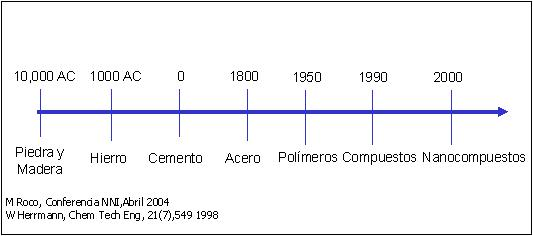 10,000 AC 1000 AC 0 1800 1950 1990 2000
Piedra y Madera Hierro Cemento Acero Polímeros Compuestos Nanocompuestos
M Roco, Conferencia NNI,Abril 2004
W Herrmann, Chem Tech Eng, 21(7),549 1998